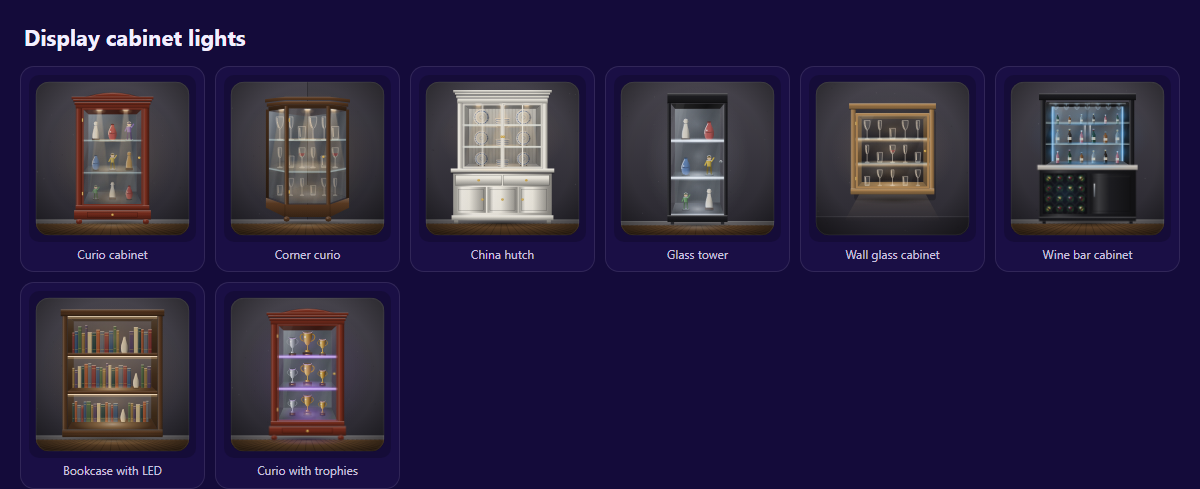 Display cabinet lights
Curio cabinet
Corner curio
China hutch
Glass tower
Wall glass cabinet
Wine bar cabinet
Bookcase with LED
Curio with trophies